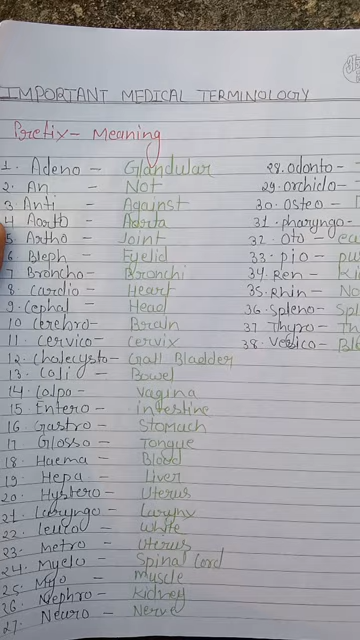 IMPORTANT MEDICAL TERMINOLOGY
Prefix - Meaning
1. Adeno - Glandular
2. An - Not
3. Anti - Against
4 Aorto - Aorta
5. Artho - Joint
6. Bleph - Eyelid
7 Broncho - Bronchi
8. Cardio - Heart
9. Cephal - Head
10 Cerebro - Brain
11. Cervico - Cervix
12. Cholecysto - Gall Bladder
13. Coli - Bowel
14. Colpo - Vagina
15. Entero - intestine
16. Gastro - Stomach
17. Glosso - Tongue
18. Haema - Blood
19. Hepa - Liver
20. Hystero - Uterus
21. Laryngo - Larynx
22. Leuco - White
23. Metro - Uterus
24. Myelo - Spinal Cord
25. Myo - muscle
26. Nephro - Kidney
27. Neuro - Nerve
28. Odonto -
29. Orchido -
30. Osteo -
31. pharyngo -
32. Oto -
33. pio -
34. Ren -
35. Rhin - No
36. Spleno - Spl
37. Thyro - Th
38. Vesico - Bl